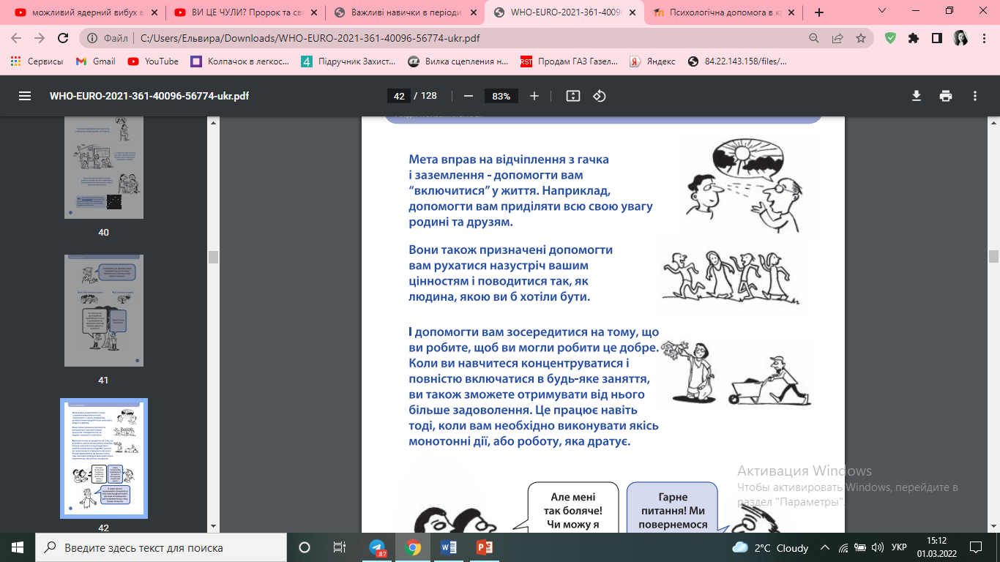 можливий ядерний вибух в
ВИ ЦЕ ЧУЛИ? Пророк та свя
Важливі навички в періоди
WHO-EURO-2021-361-4009
Психологічна допомога в к
Файл
C:/Users/Ельвира/Downloads/WHO-EURO-2021-361-40096-56774-ukr.pdf
Сервисы
Gmail
YouTube
Колпачок в легкос...
Підручник Захист...
Вилка сцепления н...
Продам ГАЗ Газел...
Яндекс
84.22.143.158/files/...
WHO-EURO-2021-361-40096-56774-ukr.pdf
42 / 128
83%
40
41
42
Мета вправ на відчіплення з гачка
і заземлення - допомогти вам
“включитися” у життя. Наприклад,
допомогти вам приділяти всю свою увагу
родині та друзям.
Вони також призначені допомогти
вам рухатися назустріч вашим
цінностям і поводитися так, як
людина, якою ви б хотіли бути.
І допомогти вам зосередитися на тому, що
ви робите, щоб ви могли робити це добре.
Коли ви навчитеся концентруватися і
повністю включатися в будь-яке заняття,
ви також зможете отримувати від нього
більше задоволення. Це працює навіть
тоді, коли вам необхідно виконувати якісь
монотонні дії, або роботу, яка дратує.
Але мені
так боляче!
Чи можу я
Гарне
питання! Ми
повернемося
Активация Windows
Чтобы активировать Windows, перейдите в
раздел "Параметры".
Введите здесь текст для поиска
87
2°C Cloudy
УКР
15:12
01.03.2022